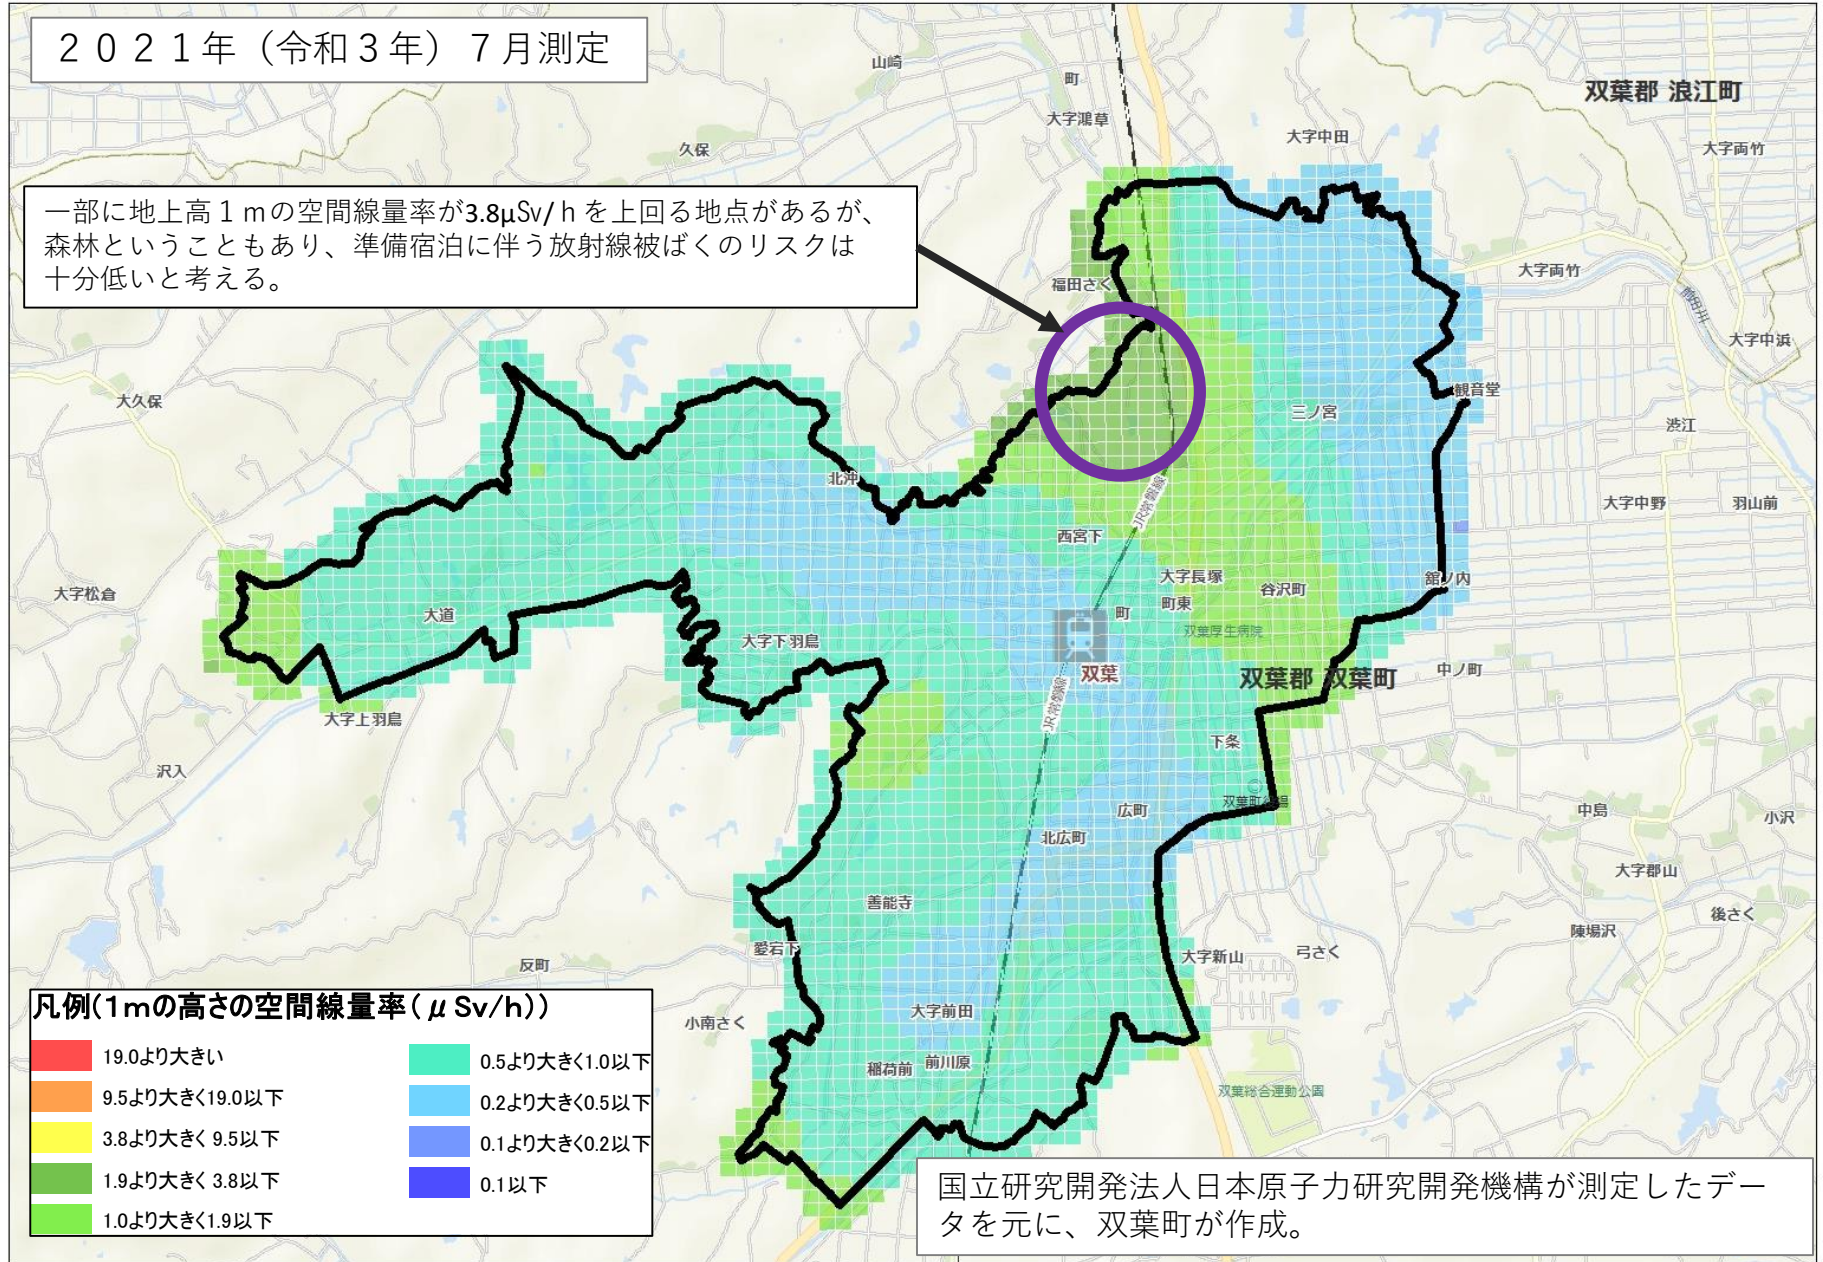 ２０２１年（令和３年）７月測定
山崎
町
双葉郡 浪江町
大字鴻草
大字中田
大字両竹
久保
一部に地上高１ｍの空間線量率が3.8μSv/ｈを上回る地点があるが、
森林ということもあり、準備宿泊に伴う放射線被ばくのリスクは
十分低いと考える。
福田さく
大字両竹
前田川
大字中浜
大久保
観音堂
三ノ宮
渋江
北沖
大字中野
羽山前
JR常磐線
西宮下
大字長塚
舘ノ内
谷沢町
大字松倉
町
町東
大道
双葉厚生病院
大字下羽鳥
双葉
双葉郡 双葉町
中ノ町
JR常磐線
大字上羽鳥
下条
沢入
広町
中島
小沢
北広町
大字郡山
善能寺
後さく
陳場沢
愛宕下
大字新山
弓さく
反町
大字前田
小南さく
稲荷前
前川原
双葉総合運動公園
凡例(1mの高さの空間線量率(μSv/h))
19.0より大きい
9.5より大きく19.0以下
3.8より大きく 9.5以下
1.9より大きく 3.8以下
1.0より大きく1.9以下
0.5より大きく1.0以下
0.2より大きく0.5以下
0.1より大きく0.2以下
0.1以下
国立研究開発法人日本原子力研究開発機構が測定したデー
タを元に、双葉町が作成。